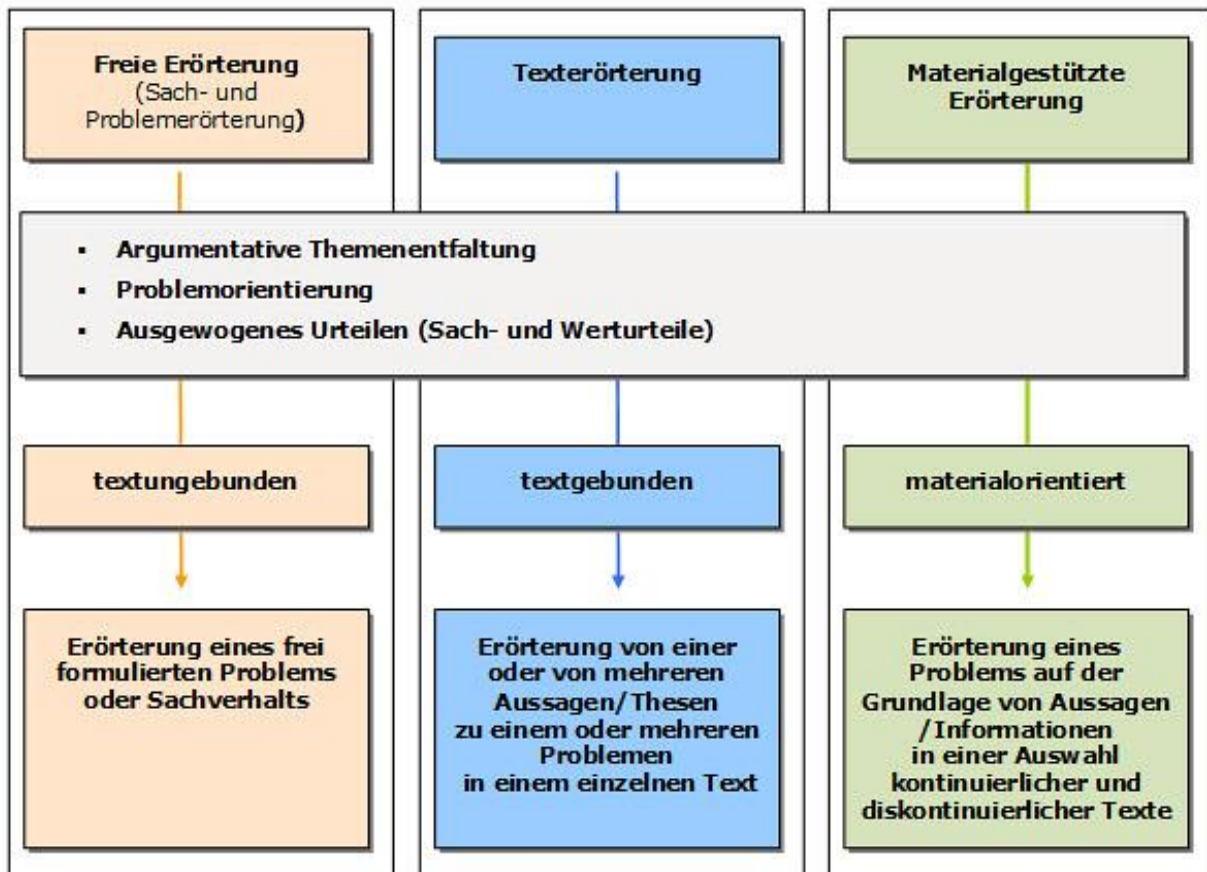 Freie Erörterung
(Sach- und
Problemerörterung)
Texterörterung
Materialgestützte
Erörterung
▪ Argumentative Themenentfaltung
▪ Problemorientierung
▪ Ausgewogenes Urteilen (Sach- und Werturteile)
textungebunden
textgebunden
materialorientiert
Erörterung eines frei
formulierten Problems
oder Sachverhalts
Erörterung von einer
oder von mehreren
Aussagen/Thesen
zu einem oder mehreren
Problemen
in einem einzelnen Text
Erörterung eines
Problems auf der
Grundlage von Aussagen
/Informationen
in einer Auswahl
kontinuierlicher und
diskontinuierlicher Texte